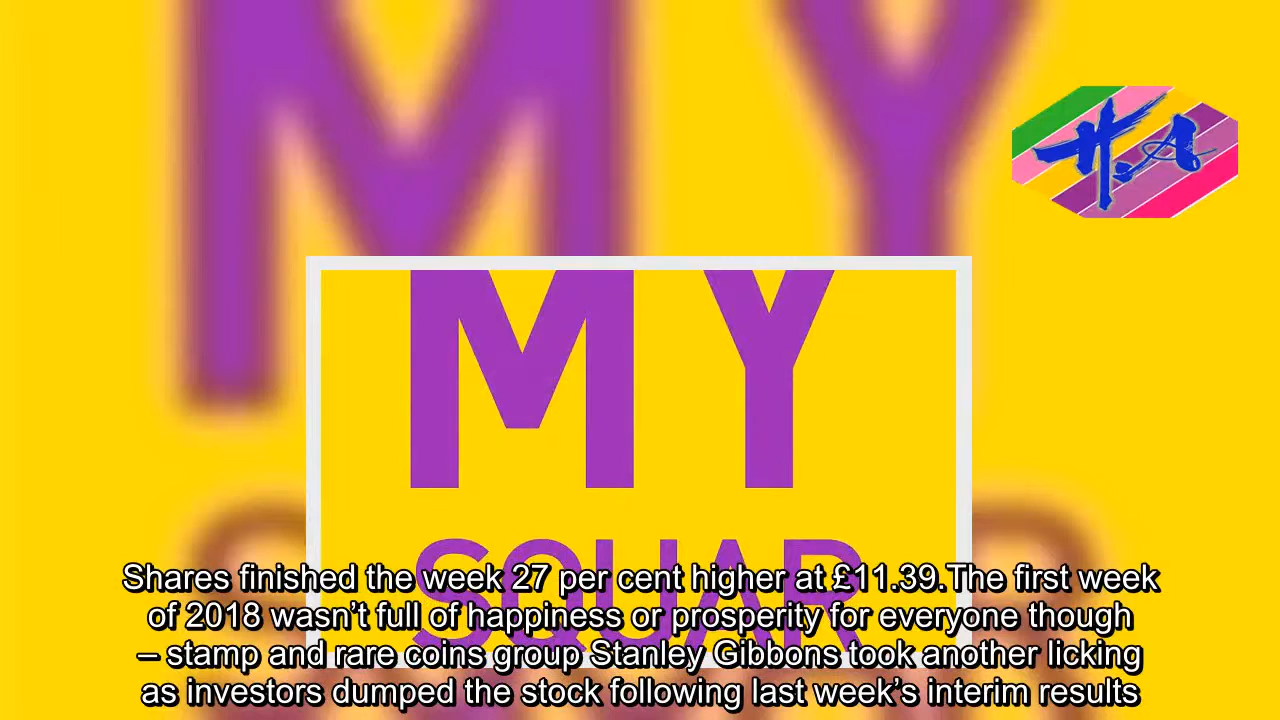 MY
MY
SQUAR
H.A
Shares finished the week 27 per cent higher at £11.39.The first week
of 2018 wasn’t full of happiness or prosperity for everyone though
– stamp and rare coins group Stanley Gibbons took another licking
as investors dumped the stock following last week’s interim results